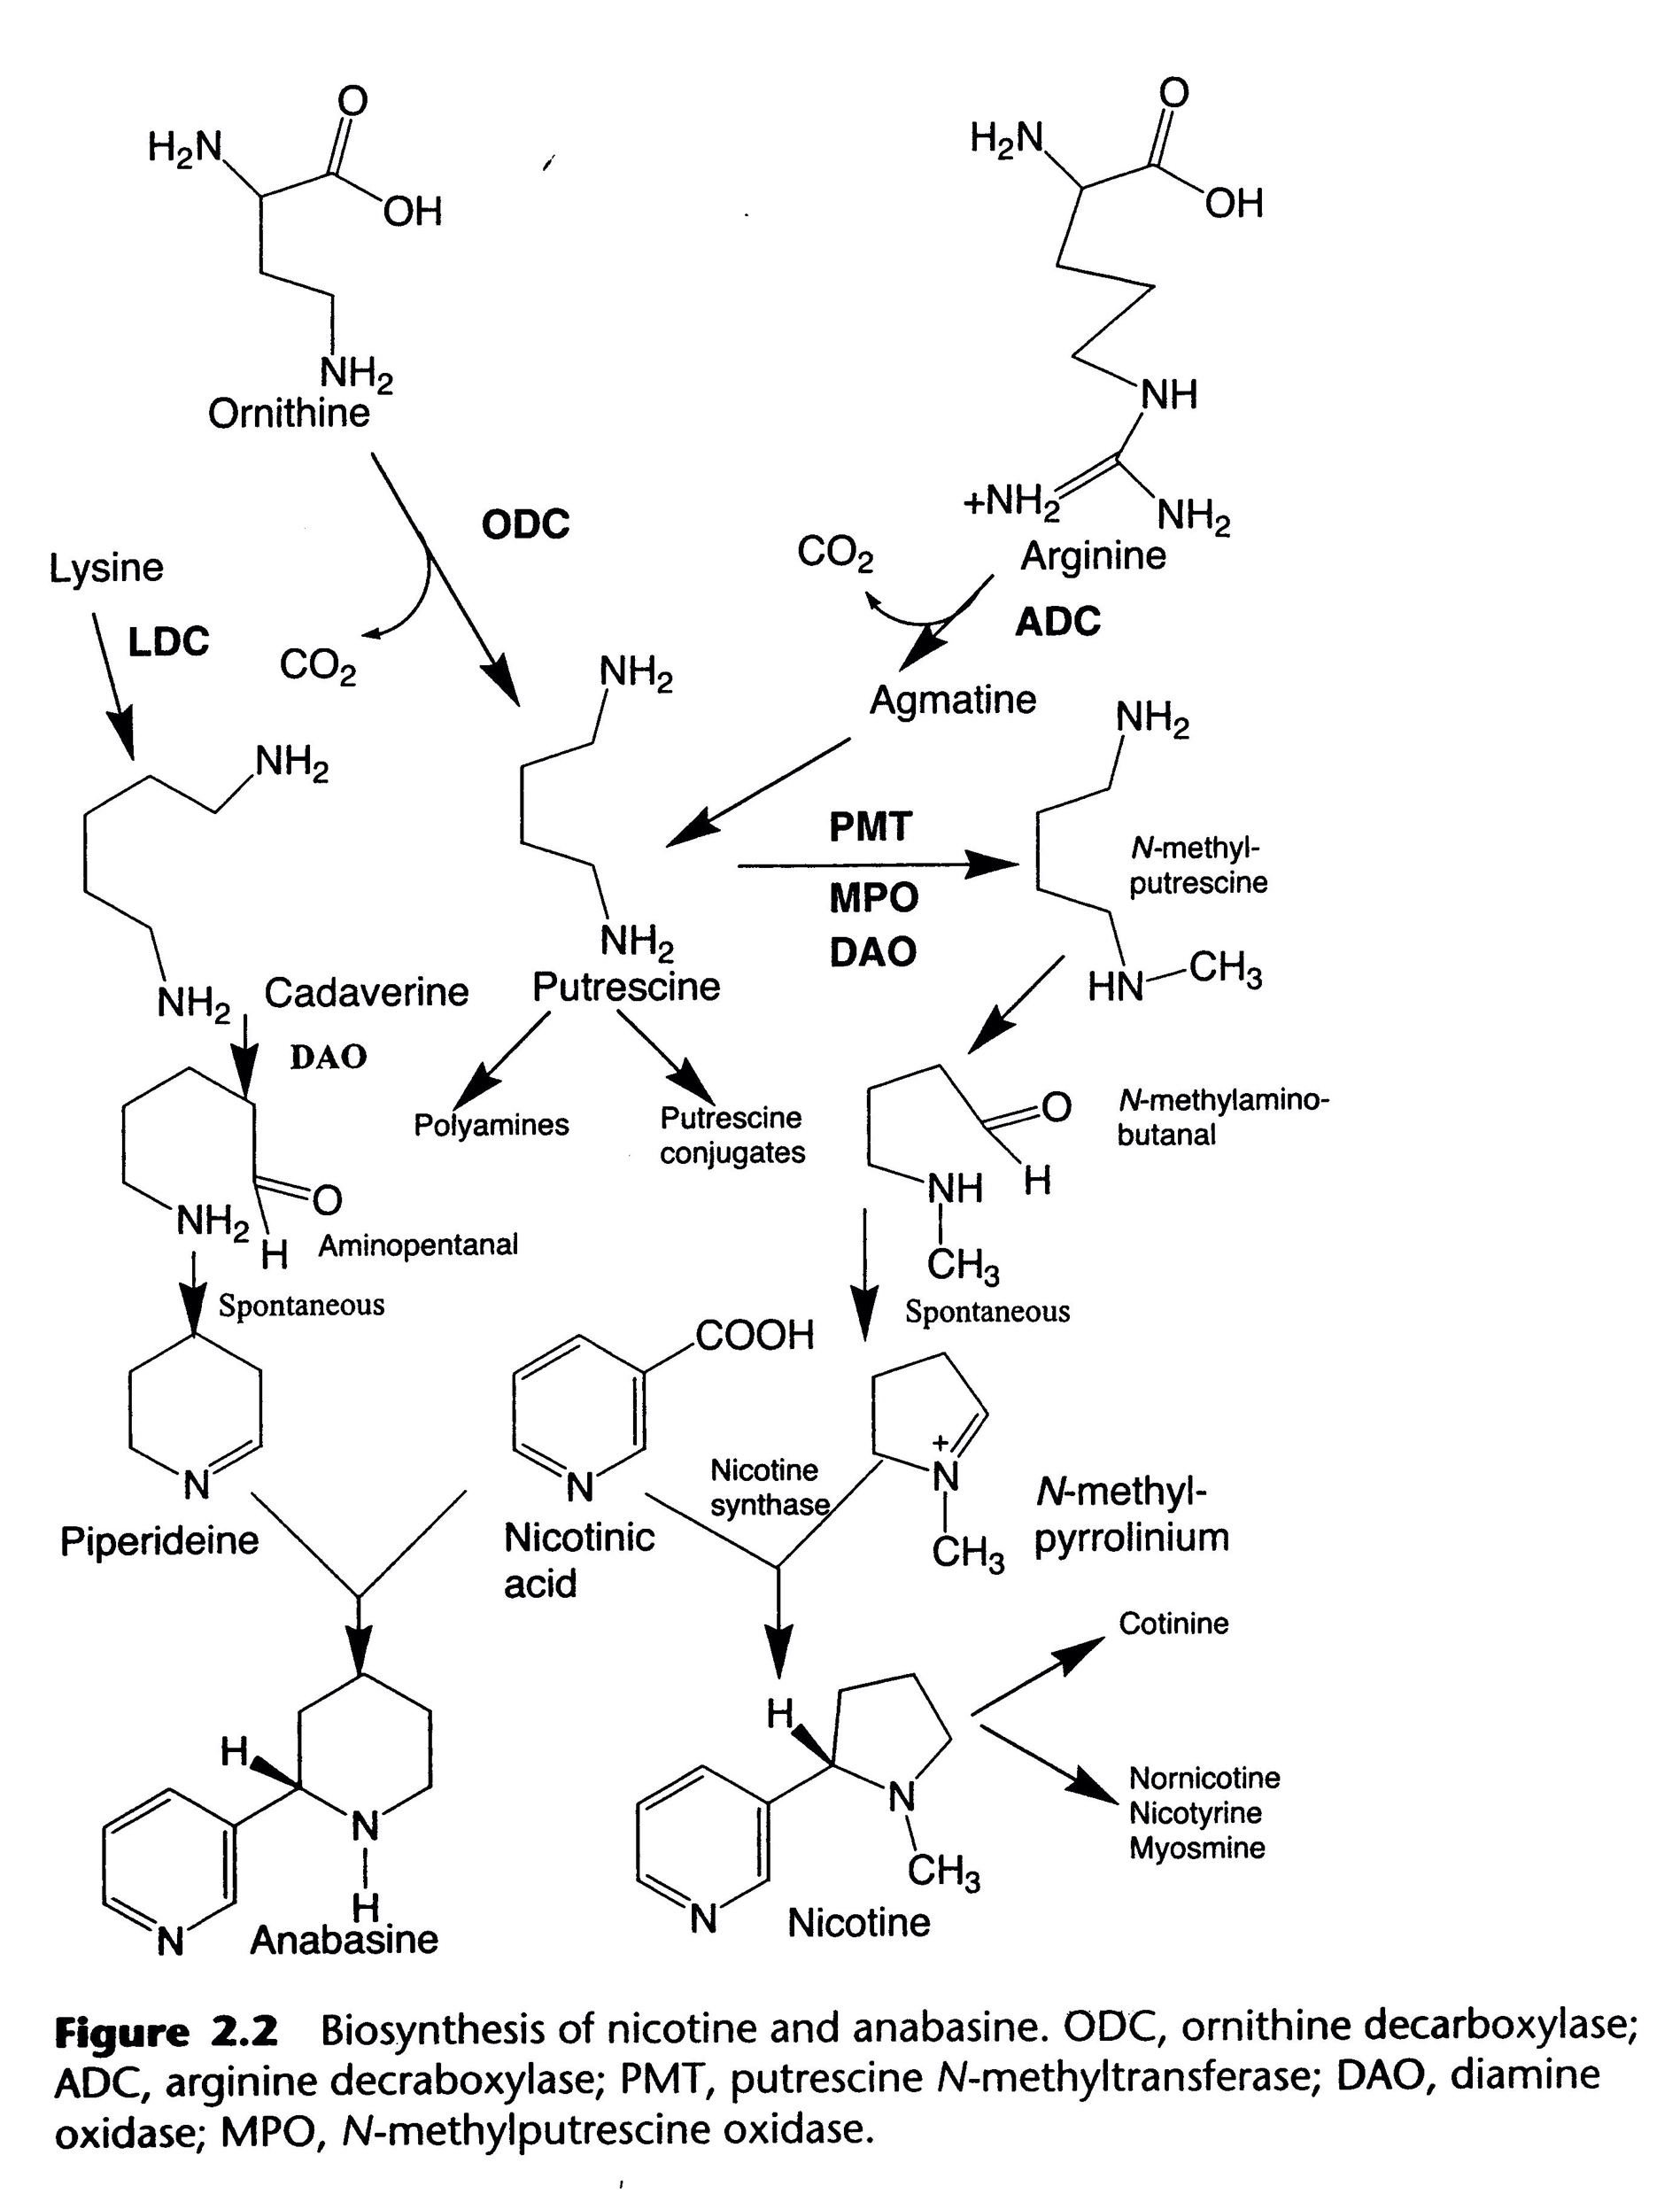 O
H2N
OH
NH2
Ornithine
O
H2N
OH
NH
+NH2
NH2
Arginine
ODC
Lysine
LDC
CO2
CO2
ADC
Agmatine
NH2
NH2
Cadaverine
NH2
NH2
Putrescine
PMT
MPO
DAO
NH2
N-methyl-
putrescine
HN
CH3
DAO
Polyamines
Putrescine
conjugates
O
NH2
H
Aminopentanal
O
H
NH
CH3
N-methylamino-
butanal
Spontaneous
Spontaneous
N
Piperideine
COOH
N
Nicotinic
acid
Nicotine
synthase
+
N
CH3
N-methyl-
pyrrolinium
Cotinine
H
N
H
N
Anabasine
H
N
CH3
N
Nicotine
Nornicotine
Nicotyrine
Myosmine
Figure 2.2 Biosynthesis of nicotine and anabasine. ODC, ornithine decarboxylase;
ADC, arginine decraboxylase; PMT, putrescine N-methyltransferase; DAO, diamine
oxidase; MPO, N-methylputrescine oxidase.